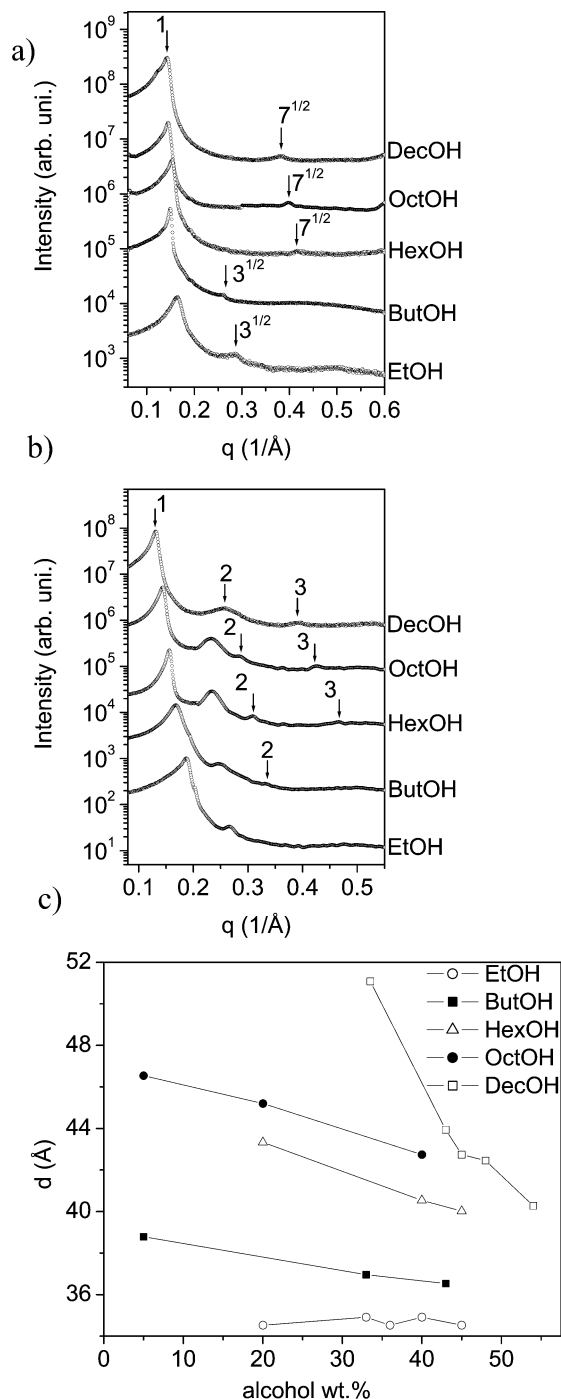 a)
10^9
10^8
10^7
10^6
10^5
10^4
10^3
Intensity (arb. uni.)
1
7^{1/2}
DecOH
7^{1/2}
OctOH
7^{1/2}
HexOH
3^{1/2}
ButOH
3^{1/2}
EtOH
0.1 0.2 0.3 0.4 0.5 0.6
q (1/Å)
b)
10^8
10^7
10^6
10^5
10^4
10^3
10^2
10^1
Intensity (arb. uni.)
1
2 3
DecOH
2 3
OctOH
2 3
HexOH
2
ButOH
EtOH
0.1 0.2 0.3 0.4 0.5
q (1/Å)
c)
52
48
44
40
36
d (Å)
EtOH
ButOH
HexOH
OctOH
DecOH
0 10 20 30 40 50
alcohol wt.%